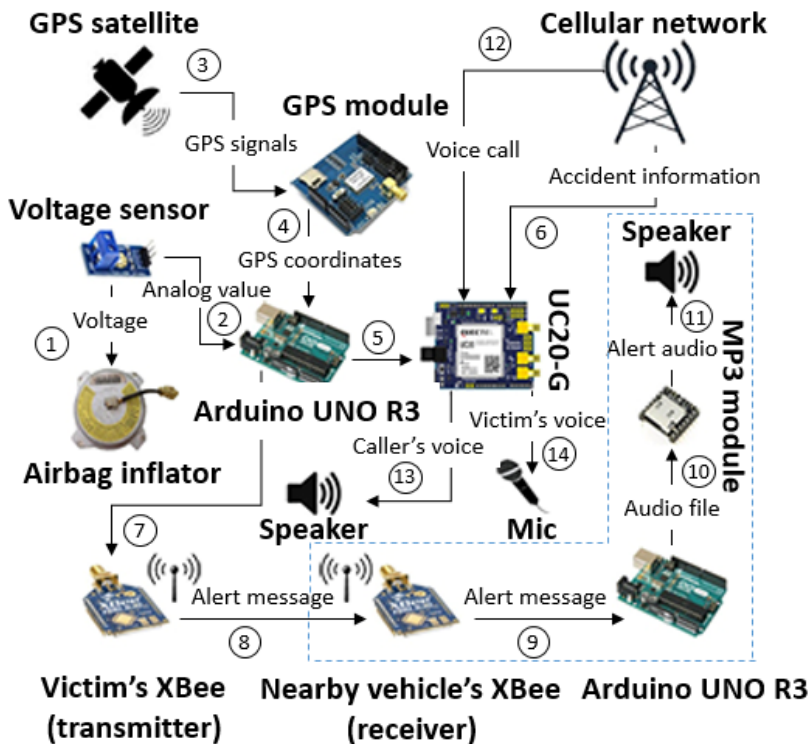 GPS satellite
3
GPS signals
GPS module
12
Cellular network
Voice call
Accident information
4
GPS coordinates
6
Voltage sensor
Analog value
Voltage
1
2
5
UC20-G
Arduino UNO R3
Airbag inflator
Speaker
11
Alert audio
MP3 module
10
Audio file
Caller's voice
13
Speaker
Victim's voice
14
Mic
7
XBee
Alert message
8
XBee
Alert message
9
Victim's XBee
(transmitter)
Nearby vehicle's XBee
(receiver)
Arduino UNO R3